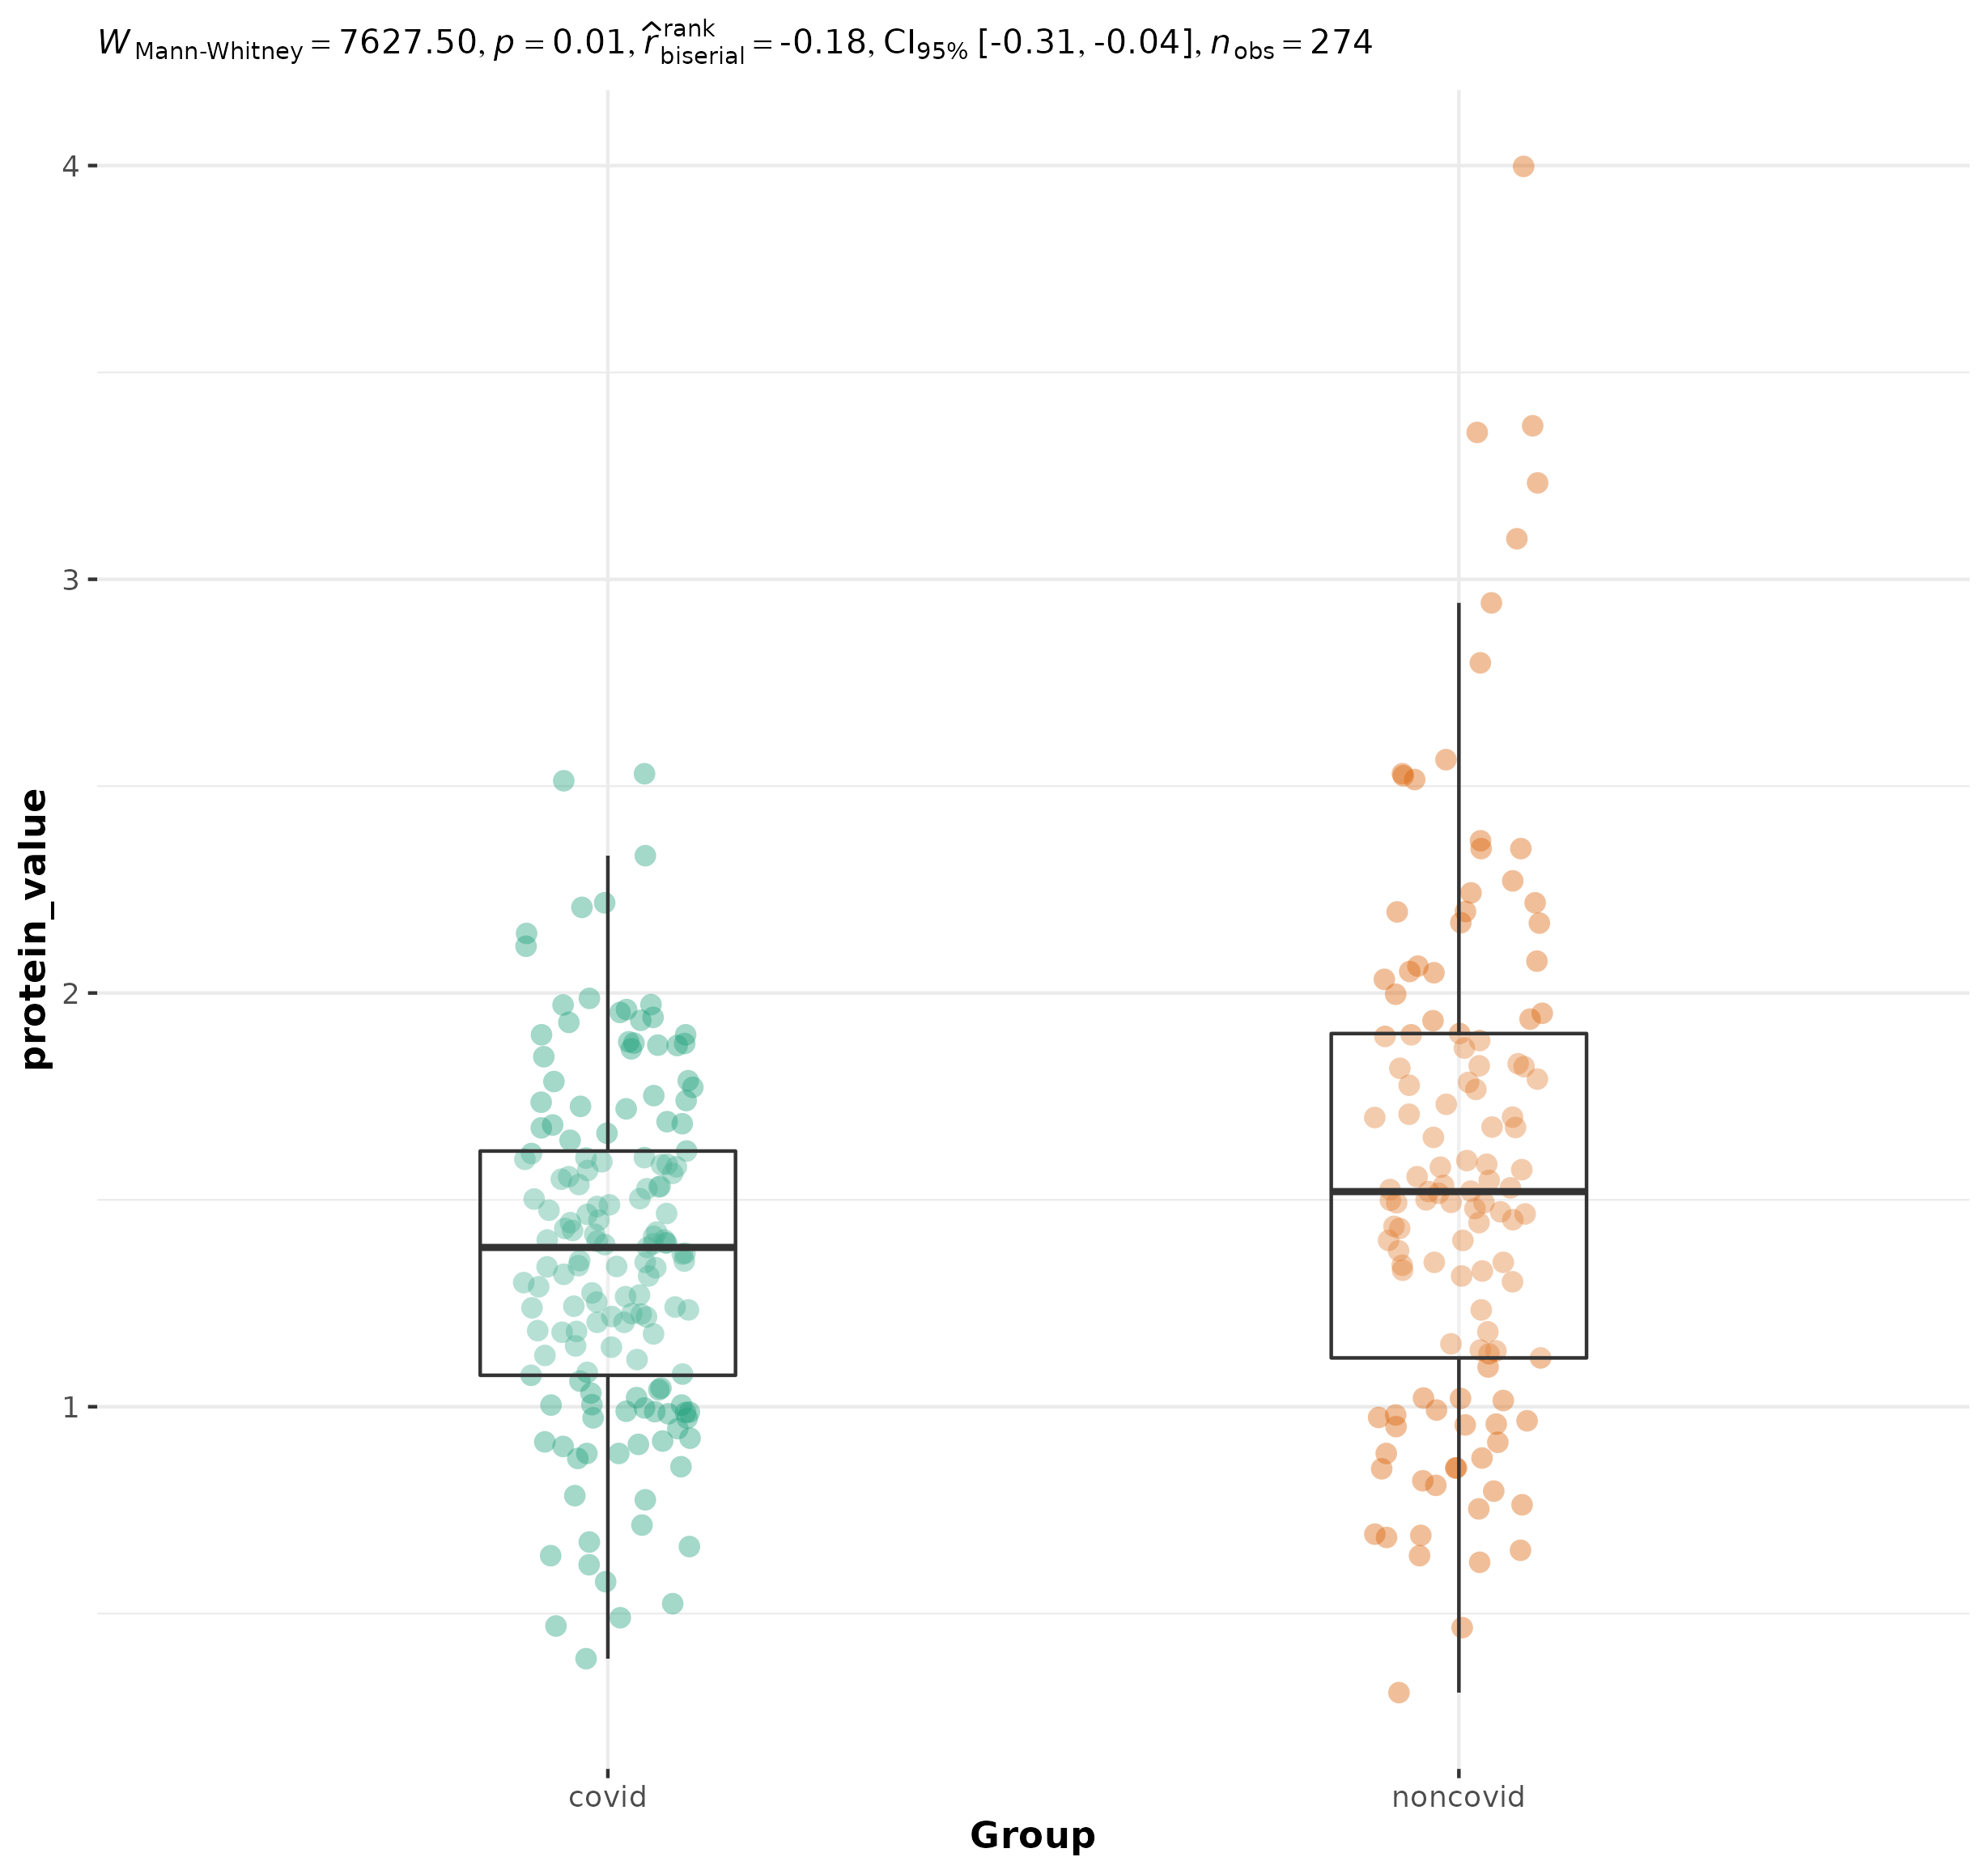 W Mann-Whitney = 7627.50, p = 0.01, r̂ rank biserial = -0.18, CI95% [-0.31, -0.04], nobs = 274
4
3
2
1
protein_value
covid noncovid
Group